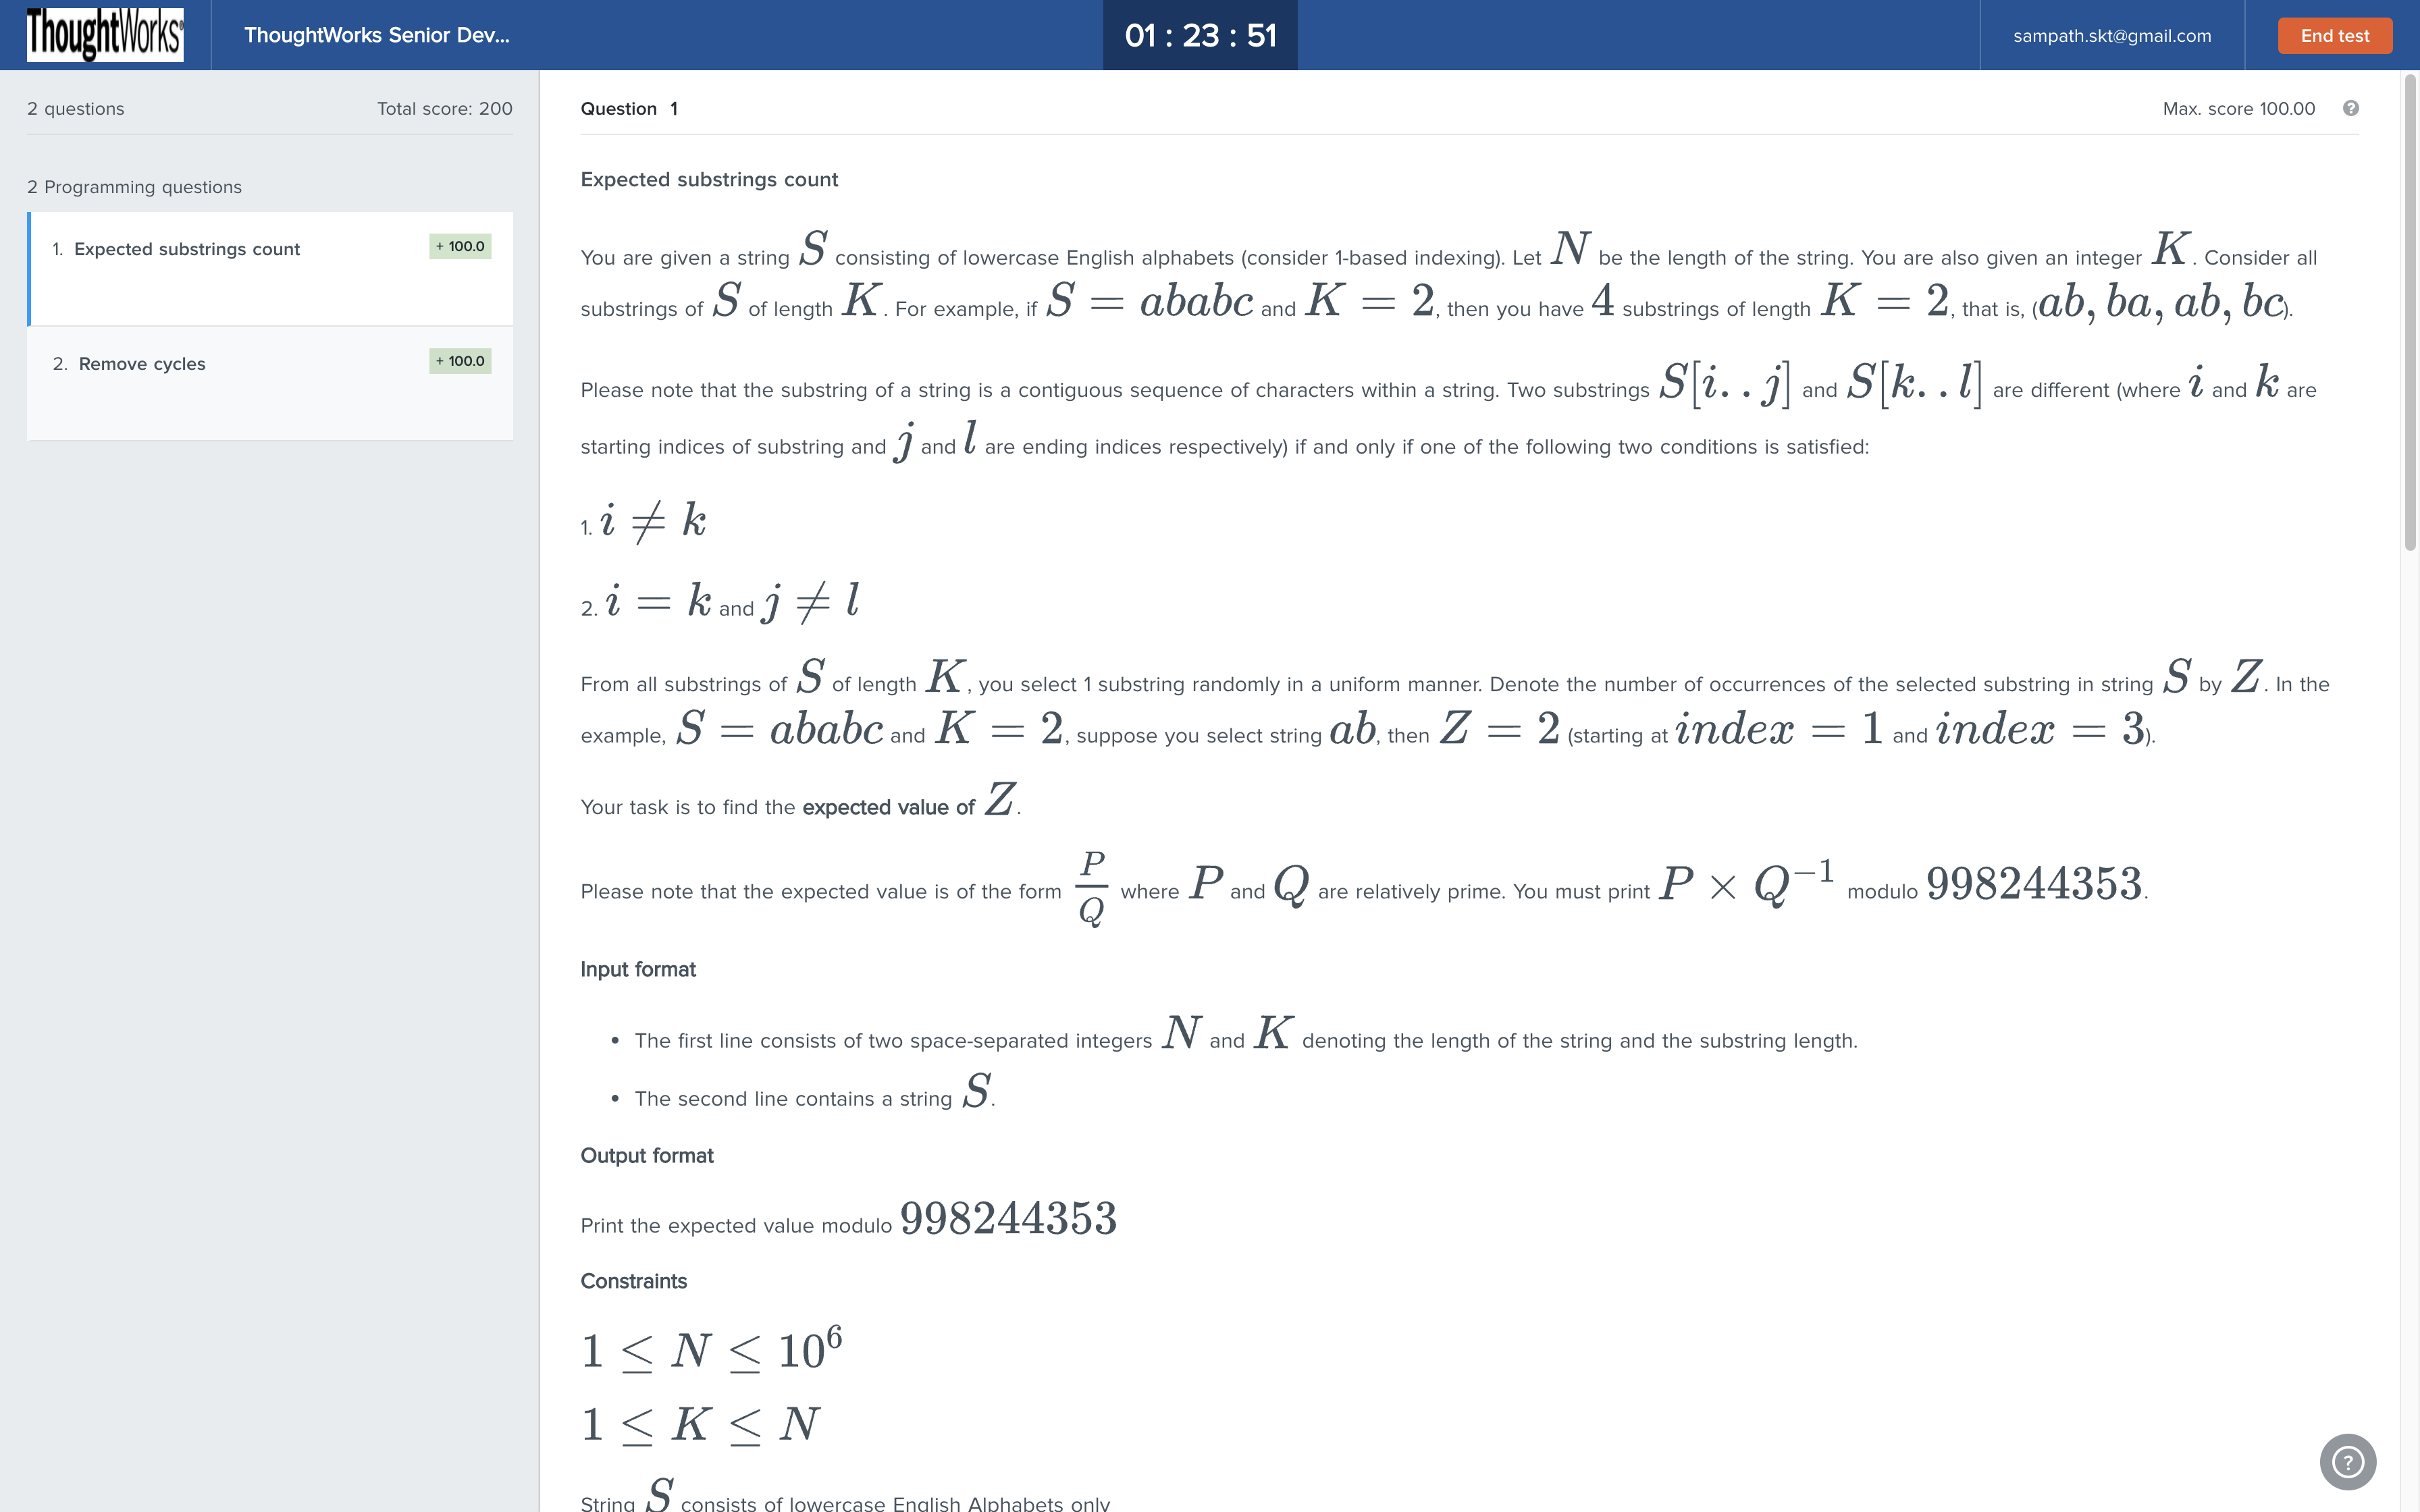 ThoughtWorks®
ThoughtWorks Senior Dev...
01 : 23 : 51
sampath.skt@gmail.com
End test
2 questions
Total score: 200
2 Programming questions
1. Expected substrings count
+ 100.0
2. Remove cycles
+ 100.0
Question 1
Max. score 100.00
?
Expected substrings count
You are given a string S consisting of lowercase English alphabets (consider 1-based indexing). Let N be the length of the string. You are also given an integer K. Consider all
substrings of S of length K. For example, if S = ababc and K = 2, then you have 4 substrings of length K = 2, that is, (ab, ba, ab, bc).
Please note that the substring of a string is a contiguous sequence of characters within a string. Two substrings S[i. . j] and S[k. . l] are different (where i and k are
starting indices of substring and j and l are ending indices respectively) if and only if one of the following two conditions is satisfied:
1. i ≠ k
2. i = k and j ≠ l
From all substrings of S of length K, you select 1 substring randomly in a uniform manner. Denote the number of occurrences of the selected substring in string S by Z. In the
example, S = ababc and K = 2, suppose you select string ab, then Z = 2 (starting at index = 1 and index = 3).
Your task is to find the expected value of Z.
Please note that the expected value is of the form P/Q where P and Q are relatively prime. You must print P × Q⁻¹ modulo 998244353.
Input format
• The first line consists of two space-separated integers N and K denoting the length of the string and the substring length.
• The second line contains a string S.
Output format
Print the expected value modulo 998244353
Constraints
1 ≤ N ≤ 10⁶
1 ≤ K ≤ N
String S consists of lowercase English Alphabets only
?